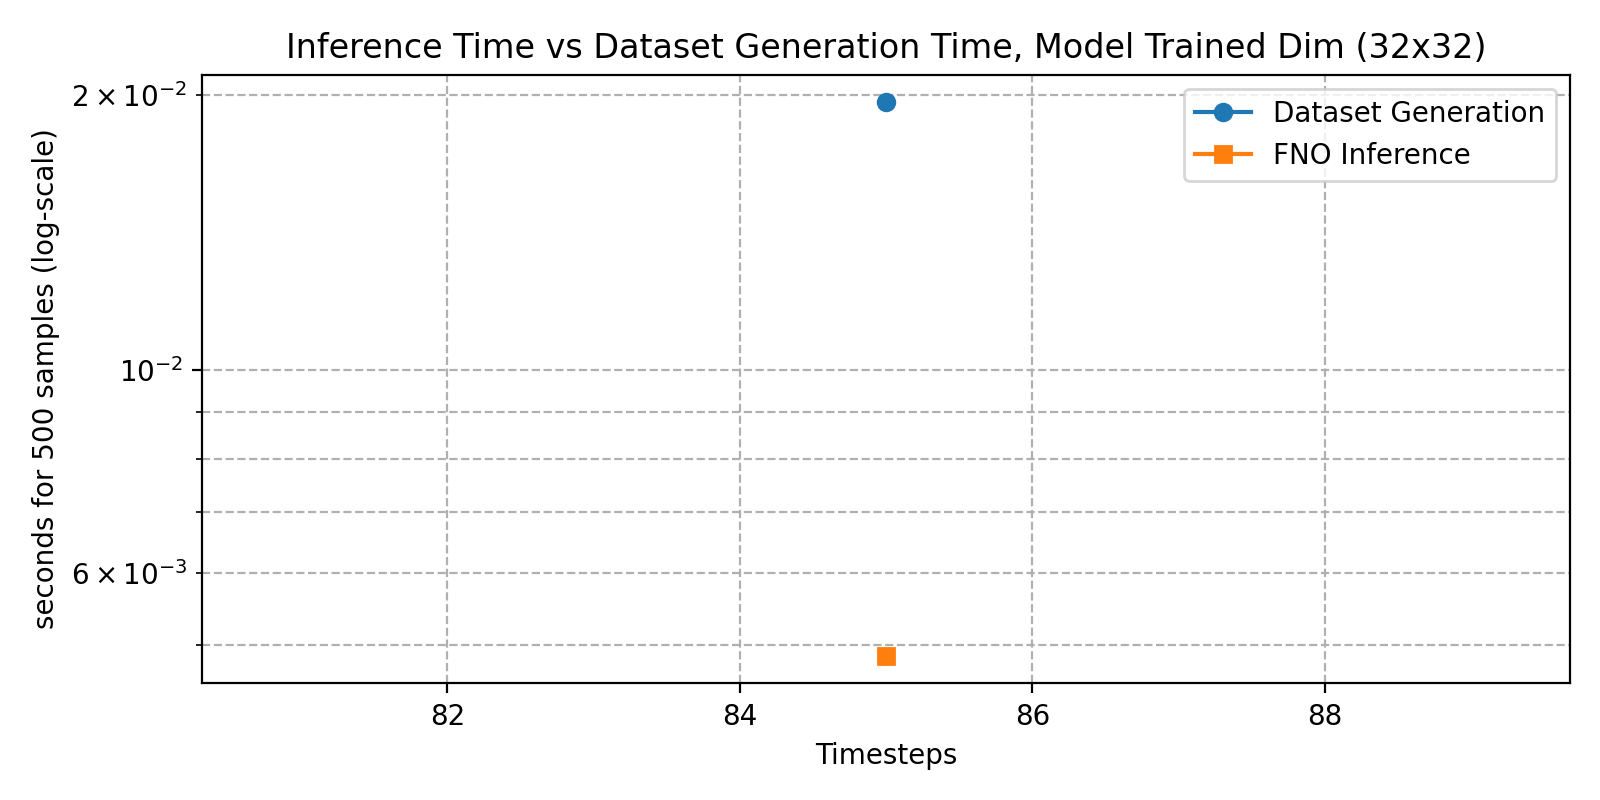 Inference Time vs Dataset Generation Time, Model Trained Dim (32x32)
2 × 10⁻²
10⁻²
6 × 10⁻³
seconds for 500 samples (log-scale)
Dataset Generation
FNO Inference
82 84 86 88
Timesteps